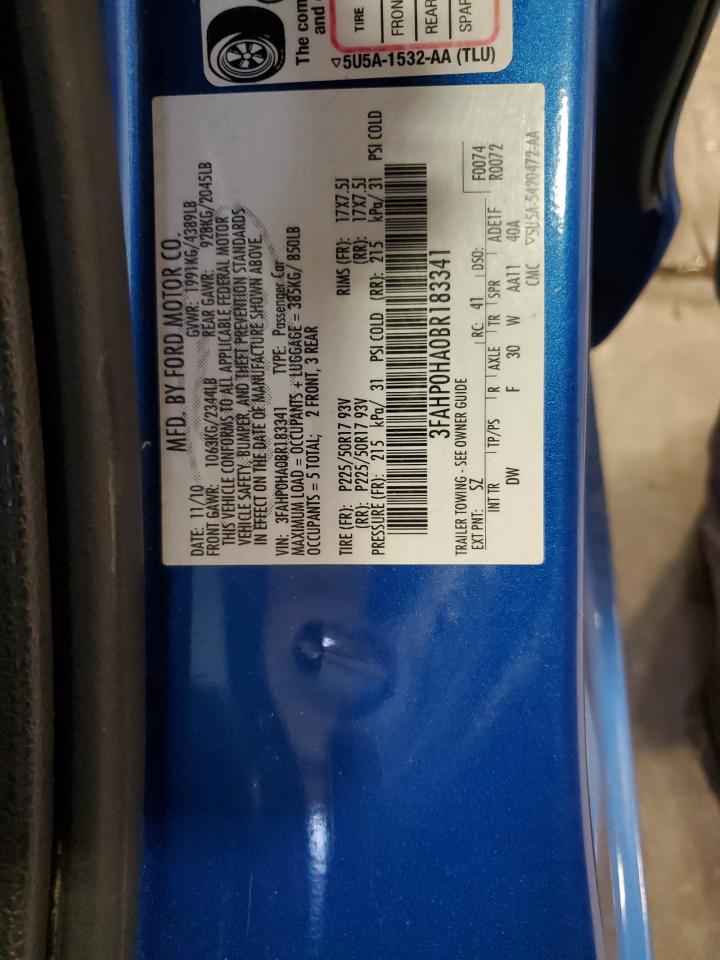 The com
and c
TIRE
FRON
REAR
SPAR
▽5U5A-1532-AA (TLU)
MFD. BY FORD MOTOR CO.
DATE: 11/10 GVWR: 1991KG/4389LB
FRONT GAWR: 1063KG/2344LB REAR GAWR: 928KG/2045LB
THIS VEHICLE CONFORMS TO ALL APPLICABLE FEDERAL MOTOR
VEHICLE SAFETY, BUMPER, AND THEFT PREVENTION STANDARDS
IN EFFECT ON THE DATE OF MANUFACTURE SHOWN ABOVE
VIN: 3FAHP0HA0BR183341 TYPE: Passenger Car
MAXIMUM LOAD = OCCUPANTS + LUGGAGE = 385KG/ 850LB
OCCUPANTS = 5 TOTAL; 2 FRONT, 3 REAR
TIRE (FR): P225/50R17 93V RIMS (FR): 17X7.5J
(RR): P225/50R17 93V (RR): 17X7.5J
PRESSURE (FR): 215 kPa/ 31 PSI COLD (RR): 215 kPa/ 31 PSI COLD
3FAHP0HA0BR183341
TRAILER TOWING - SEE OWNER GUIDE F0074
EXT PNT: SZ RC: 41 DSO: R0072
INT TR TP/PS R AXLE TR SPR ADE1F
DW F 30 W AA11 40A
CMC ▽5U5A-5420472-AA